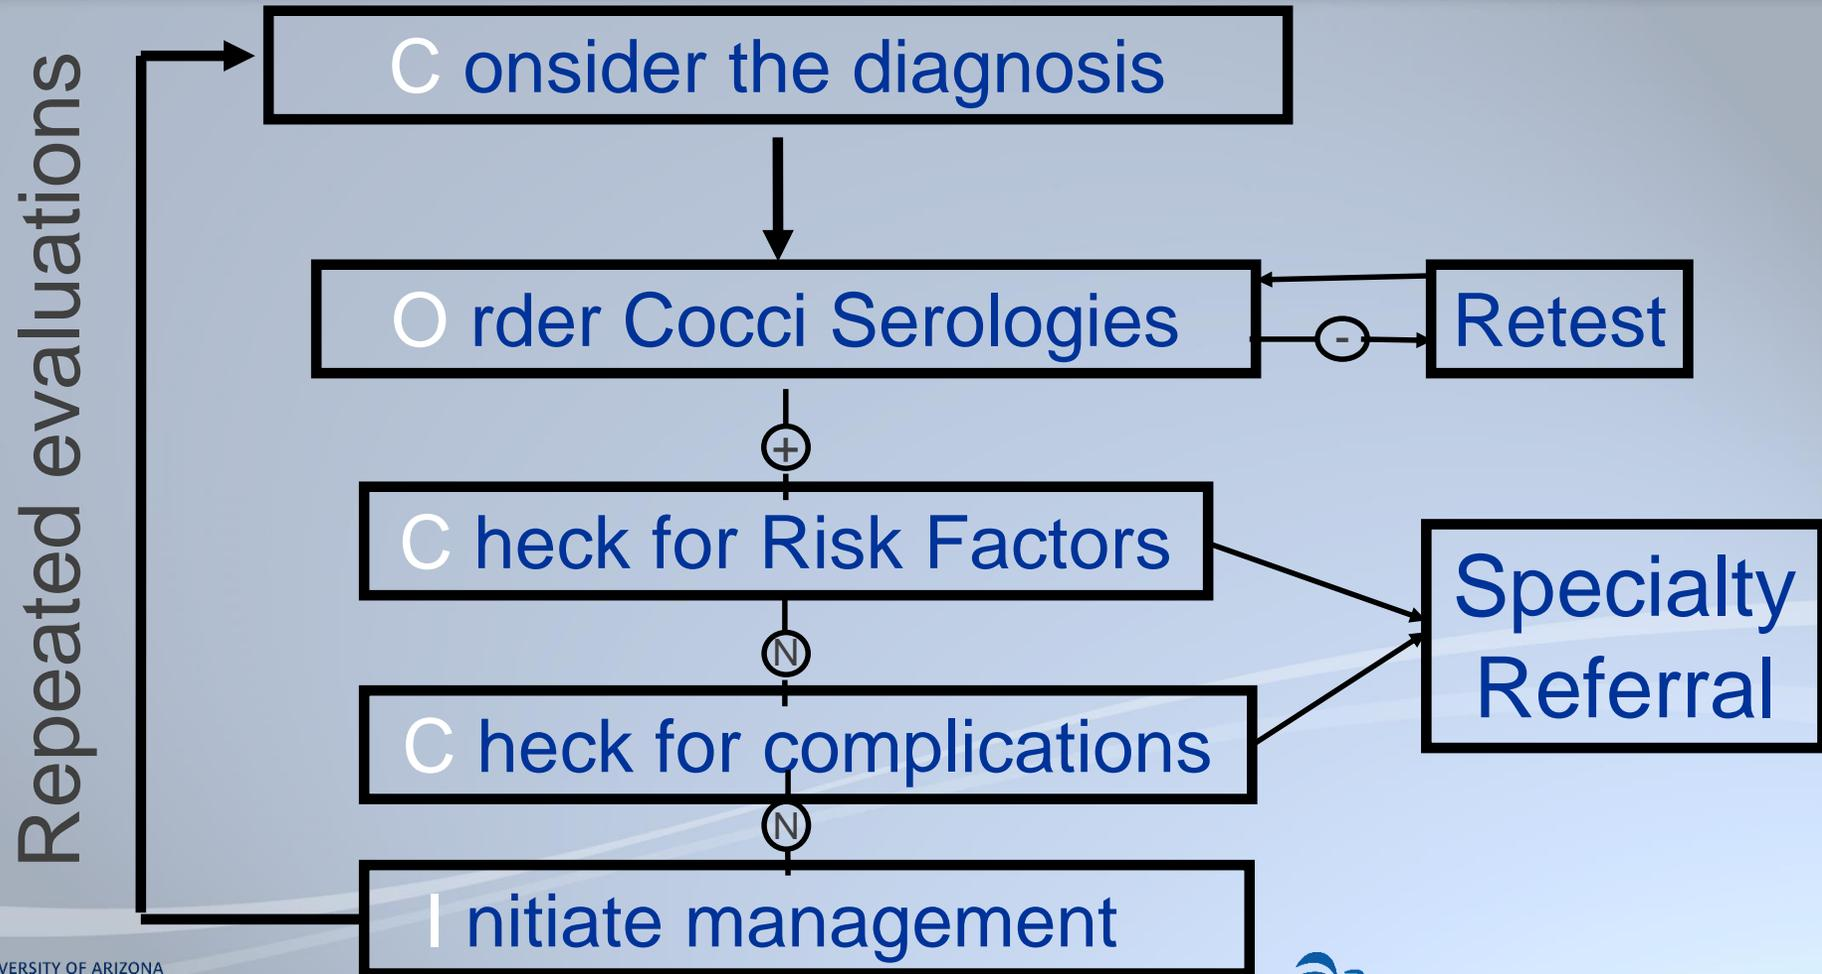 Repeated evaluations
C onsider the diagnosis
O rder Cocci Serologies
-
Retest
+
C heck for Risk Factors
N
Specialty
Referral
C heck for complications
N
I nitiate management
VERSITY OF ARIZONA